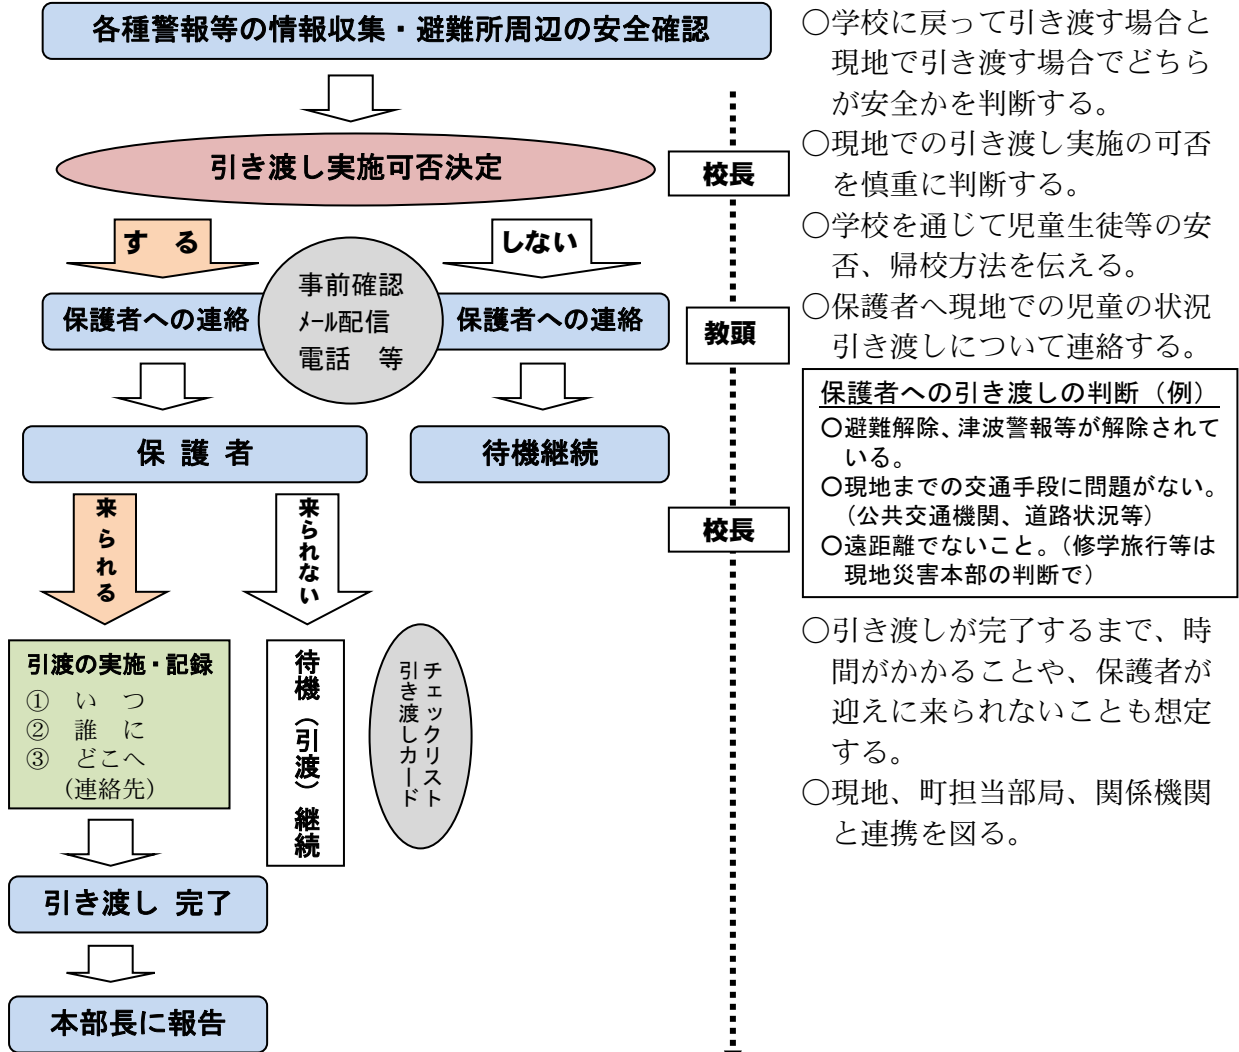 各種警報等の情報収集・避難所周辺の安全確認
引き渡し実施可否決定
する
しない
保護者への連絡
事前確認
メール配信
電話　等
保護者への連絡
保 護 者
待機継続
来られる
来られない
引渡の実施・記録
①　い　つ
②　誰　に
③　どこへ
（連絡先）
待機（引渡）継続
チェックリスト
引き渡しカード
引き渡し 完了
本部長に報告
校長
教頭
校長
○学校に戻って引き渡す場合と
現地で引き渡す場合でどちら
が安全かを判断する。
○現地での引き渡し実施の可否
を慎重に判断する。
○学校を通じて児童生徒等の安
否、帰校方法を伝える。
○保護者へ現地での児童の状況
引き渡しについて連絡する。
保護者への引き渡しの判断（例）
○避難解除、津波警報等が解除されて
いる。
○現地までの交通手段に問題がない。
（公共交通機関、道路状況等）
○遠距離でないこと。（修学旅行等は
現地災害本部の判断で）
○引き渡しが完了するまで、時
間がかかることや、保護者が
迎えに来られないことも想定
する。
○現地、町担当部局、関係機関
と連携を図る。